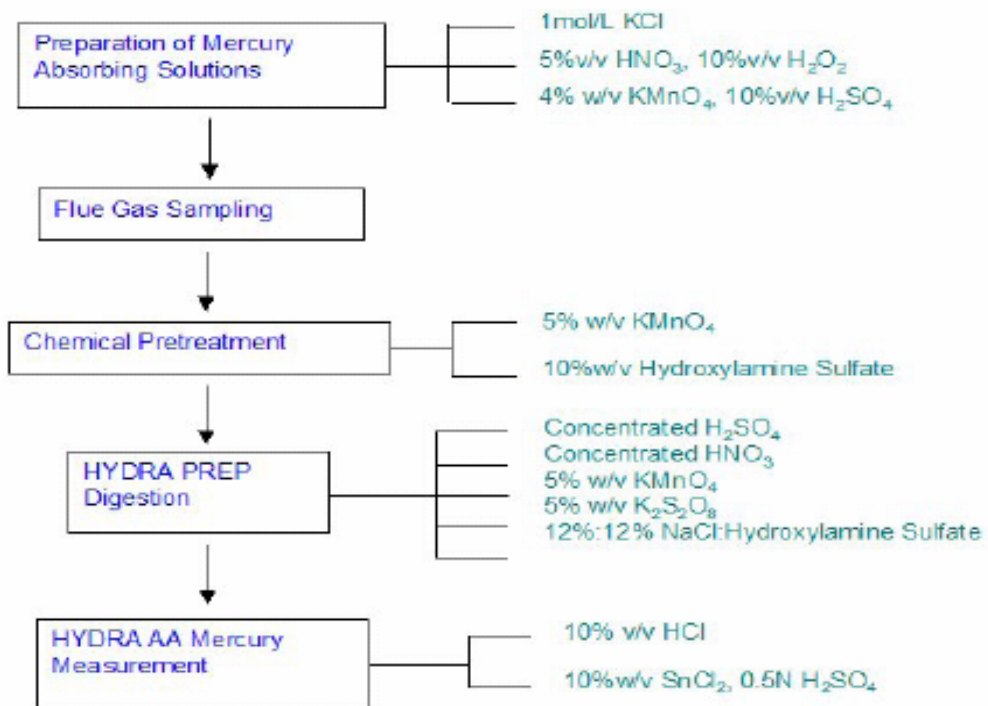 Preparation of Mercury
Absorbing Solutions
1mol/L KCl
5%v/v HNO₃, 10%v/v H₂O₂
4% w/v KMnO₄, 10%v/v H₂SO₄
Flue Gas Sampling
Chemical Pretreatment
5% w/v KMnO₄
10%w/v Hydroxylamine Sulfate
HYDRA PREP
Digestion
Concentrated H₂SO₄
Concentrated HNO₃
5% w/v KMnO₄
5% w/v K₂S₂O₈
12%:12% NaCl:Hydroxylamine Sulfate
HYDRA AA Mercury
Measurement
10% v/v HCl
10%w/v SnCl₂, 0.5N H₂SO₄